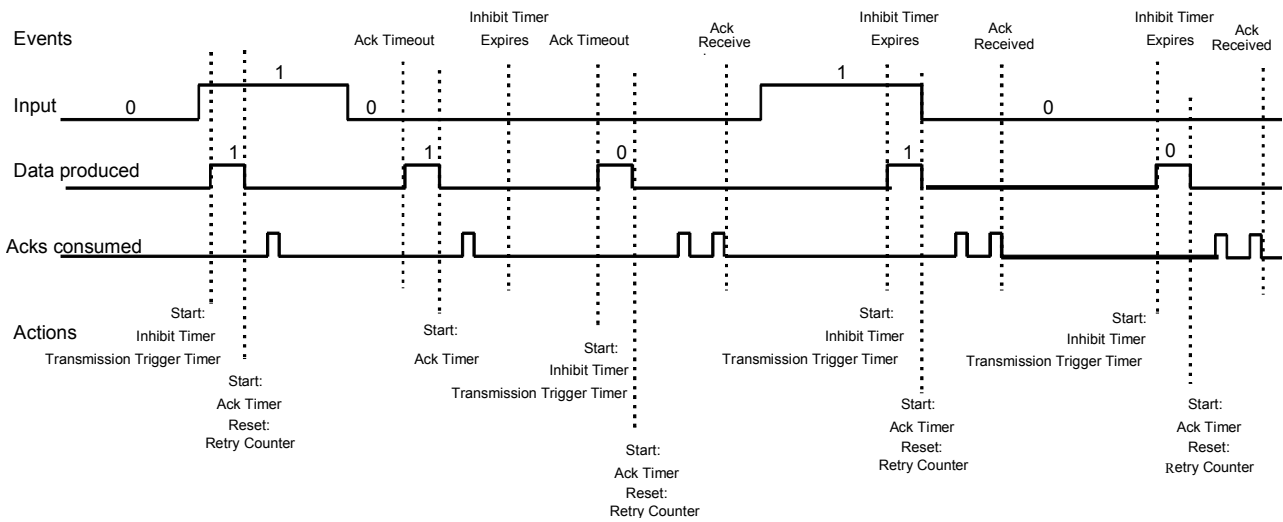 Events
Ack Timeout
Inhibit Timer
Expires
Ack Timeout
Ack
Receive
Inhibit Timer
Expires
Ack
Received
Inhibit Timer
Expires
Ack
Received
Input
0
1
0
1
0
Data produced
1
1
0
1
0
Acks consumed
Actions
Start:
Inhibit Timer
Transmission Trigger Timer
Start:
Ack Timer
Reset:
Retry Counter
Start:
Ack Timer
Start:
Inhibit Timer
Transmission Trigger Timer
Start:
Ack Timer
Reset:
Retry Counter
Start:
Inhibit Timer
Transmission Trigger Timer
Start:
Ack Timer
Reset:
Retry Counter
Start:
Inhibit Timer
Transmission Trigger Timer
Start:
Ack Timer
Reset:
Retry Counter